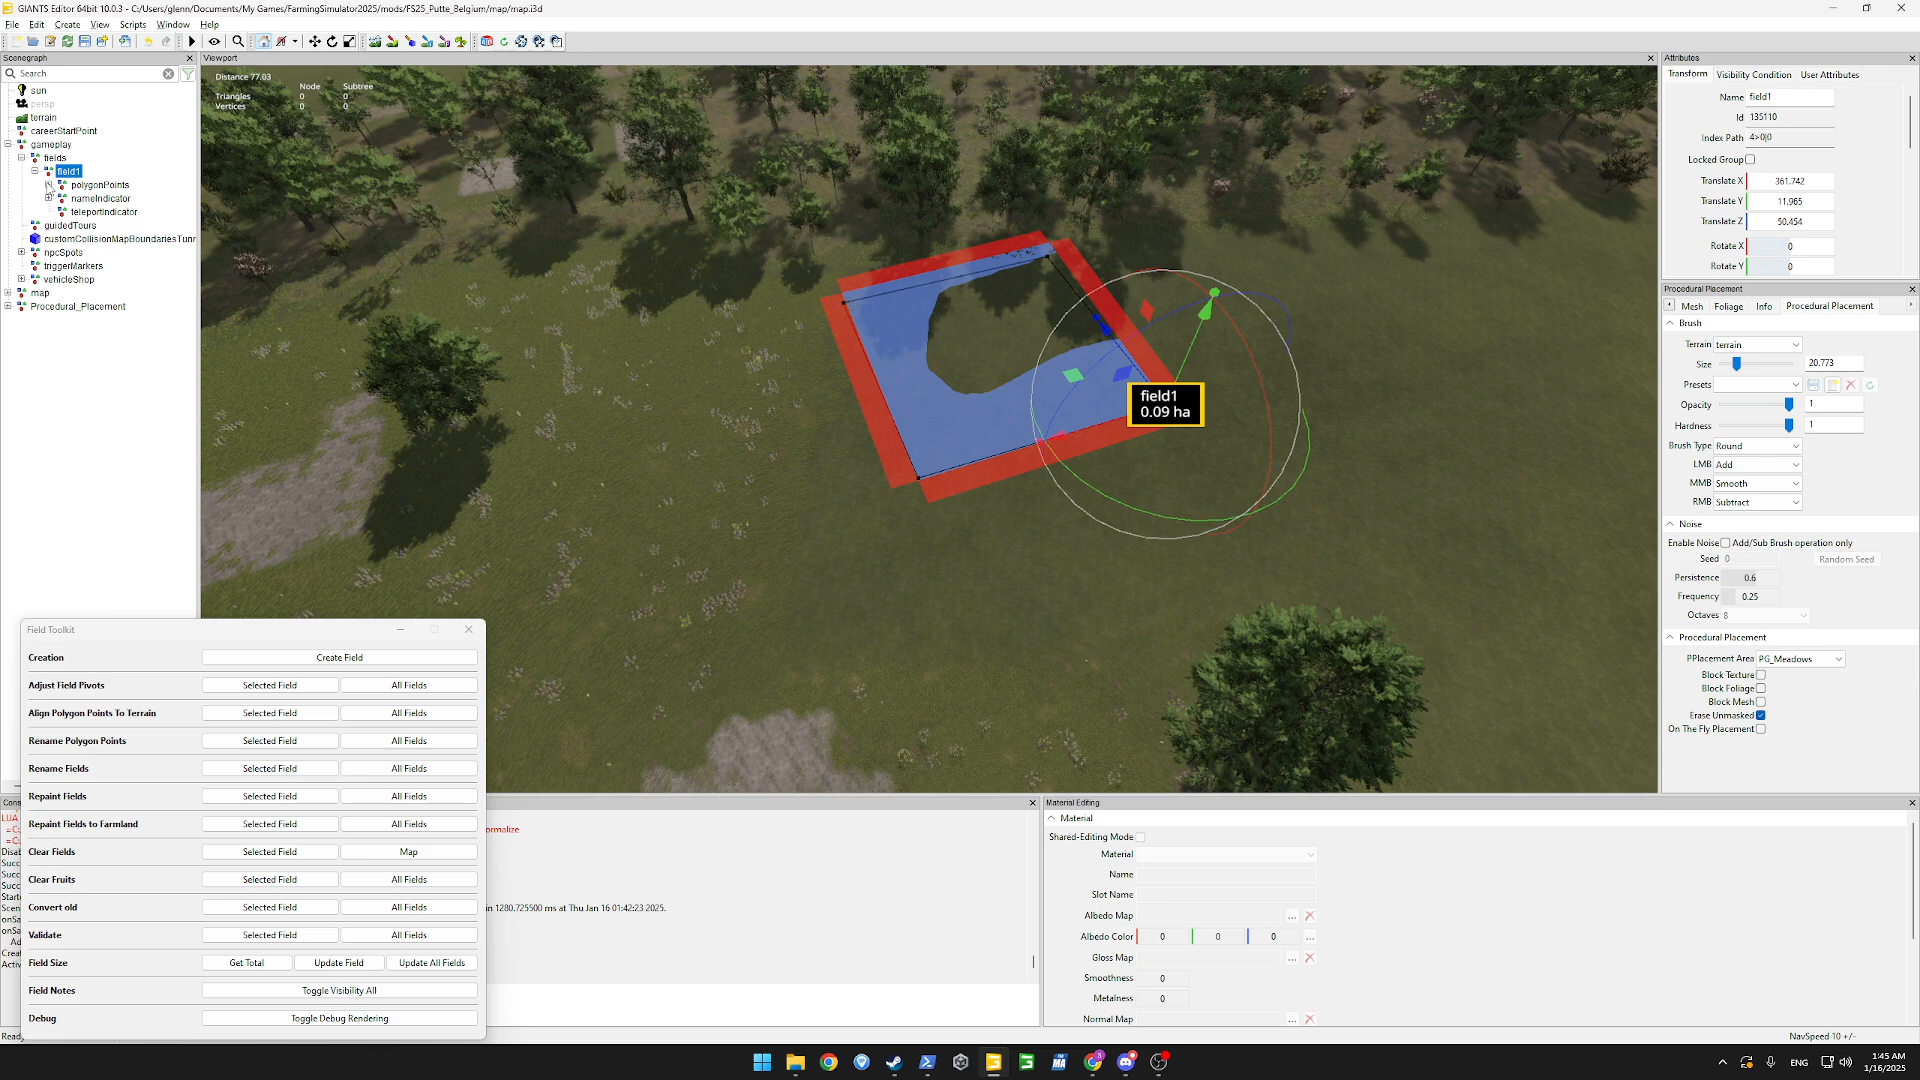 GIANTS Editor 64bit 10.0.3 - C:/Users/glenn/Documents/My Games/FarmingSimulator2025/mods/FS25_Putte_Belgium/map/map.i3d
File Edit Create View Scripts Window Help
Scenegraph
Search
sun
persp
terrain
careerStartPoint
gameplay
fields
field1
polygonPoints
nameIndicator
teleportIndicator
guidedTours
customCollisionMapBoundariesTunr
npcSpots
triggerMarkers
vehicleShop
map
Procedural_Placement
Viewport
Distance 77.03
Node Subtree
Triangles 0 0
Vertices 0 0
field1
0.09 ha
Field Toolkit
Creation Create Field
Adjust Field Pivots Selected Field All Fields
Align Polygon Points To Terrain Selected Field All Fields
Rename Polygon Points Selected Field All Fields
Rename Fields Selected Field All Fields
Repaint Fields Selected Field All Fields
Repaint Fields to Farmland Selected Field All Fields
Clear Fields Selected Field Map
Clear Fruits Selected Field All Fields
Convert old Selected Field All Fields
Validate Selected Field All Fields
Field Size Get Total Update Field Update All Fields
Field Notes Toggle Visibility All
Debug Toggle Debug Rendering
Cons
LUA
=C:
=C:
Disab
Succ
Succ
Succ
Starte
Scen
onSa
onSa
Ad
Creat
Activ
ormalize
in 1280.725500 ms at Thu Jan 16 01:42:23 2025.
Ready
Attributes
Transform Visibility Condition User Attributes
Name field1
Id 135110
Index Path 4>0|0
Locked Group
Translate X 361.742
Translate Y 11.965
Translate Z 50.454
Rotate X 0
Rotate Y 0
Procedural Placement
Mesh Foliage Info Procedural Placement
Brush
Terrain terrain
Size 20.773
Presets
Opacity 1
Hardness 1
Brush Type Round
LMB Add
MMB Smooth
RMB Subtract
Noise
Enable Noise Add/Sub Brush operation only
Seed 0 Random Seed
Persistence 0.6
Frequency 0.25
Octaves 8
Procedural Placement
PPlacement Area PG_Meadows
Block Texture
Block Foliage
Block Mesh
Erase Unmasked
On The Fly Placement
Material Editing
Material
Shared-Editing Mode
Material
Name
Slot Name
Albedo Map ...
Albedo Color 0 0 0 ...
Gloss Map ...
Smoothness 0
Metalness 0
Normal Map ...
NavSpeed 10 +/-
ENG
1:45 AM
1/16/2025